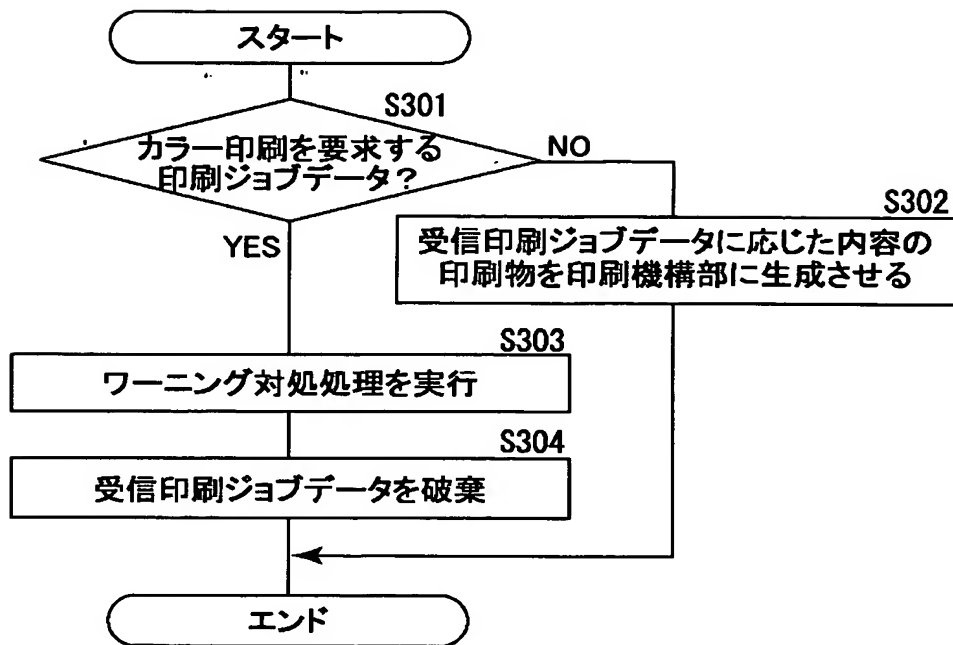 スタート
S301
カラー印刷を要求する
印刷ジョブデータ？
NO
YES
S302
受信印刷ジョブデータに応じた内容の
印刷物を印刷機構部に生成させる
S303
ワーニング対処処理を実行
S304
受信印刷ジョブデータを破棄
エンド